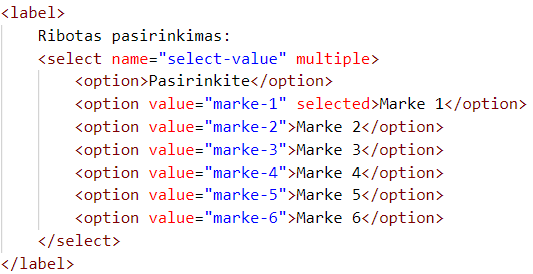 <label>
Ribotas pasirinkimas:
<select name="select-value" multiple>
<option>Pasirinkite</option>
<option value="marke-1" selected>Marke 1</option>
<option value="marke-2">Marke 2</option>
<option value="marke-3">Marke 3</option>
<option value="marke-4">Marke 4</option>
<option value="marke-5">Marke 5</option>
<option value="marke-6">Marke 6</option>
</select>
</label>